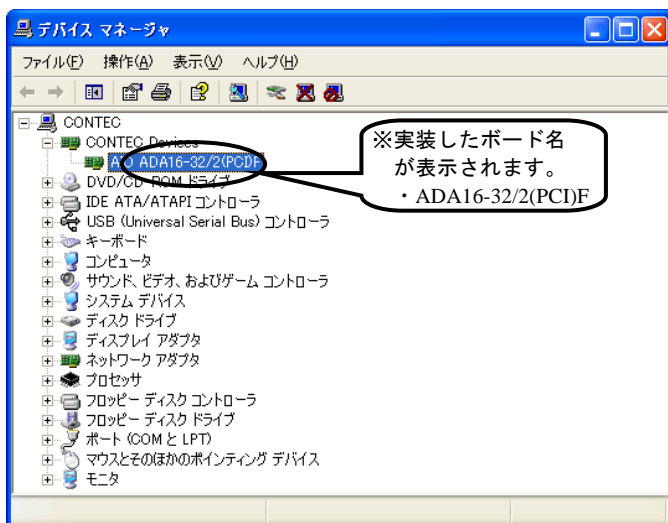 デバイス マネージャ
ファイル(F) 操作(A) 表示(V) ヘルプ(H)
CONTEC
CONTEC Devices
AIO ADA16-32/2(PCI)F
※実装したボード名
が表示されます。
・ADA16-32/2(PCI)F
DVD/CD-ROM ドライブ
IDE ATA/ATAPI コントローラ
USB (Universal Serial Bus) コントローラ
キーボード
コンピュータ
サウンド、ビデオ、およびゲーム コントローラ
システム デバイス
ディスク ドライブ
ディスプレイ アダプタ
ネットワーク アダプタ
プロセッサ
フロッピー ディスク コントローラ
フロッピー ディスク ドライブ
ポート (COM と LPT)
マウスとそのほかのポインティング デバイス
モニタ